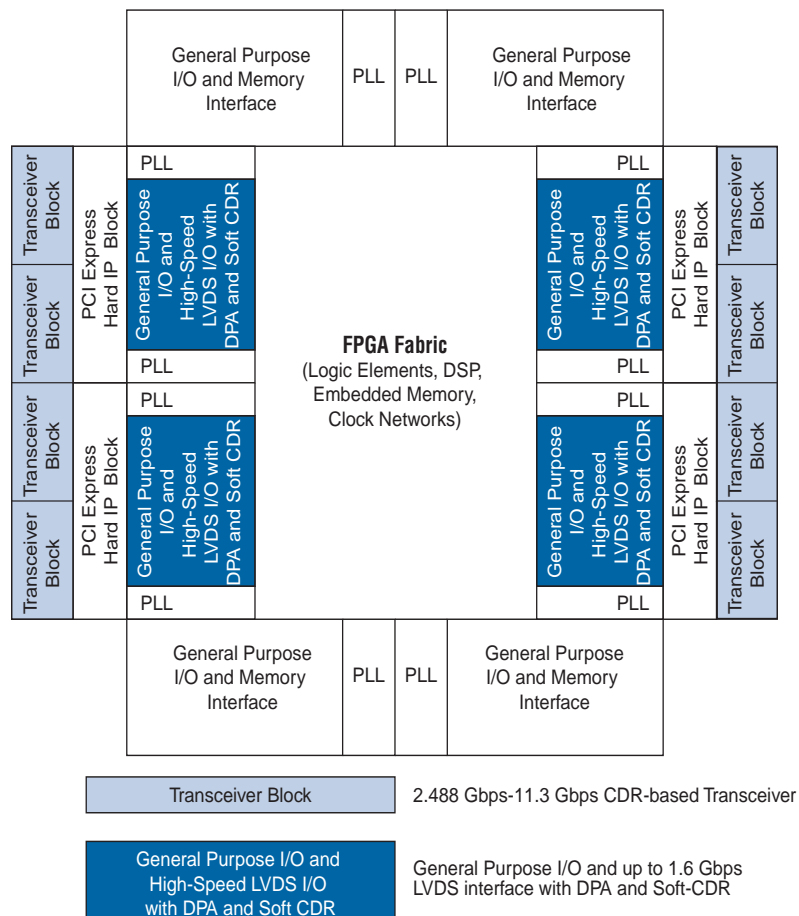 General Purpose
I/O and Memory
Interface
PLL
PLL
General Purpose
I/O and Memory
Interface
Transceiver
Block
Transceiver
Block
PCI Express
Hard IP Block
PLL
General Purpose
I/O and
High-Speed
LVDS I/O with
DPA and Soft CDR
PLL
Transceiver
Block
Transceiver
Block
PCI Express
Hard IP Block
PLL
General Purpose
I/O and
High-Speed
LVDS I/O with
DPA and Soft CDR
PLL
FPGA Fabric
(Logic Elements, DSP,
Embedded Memory,
Clock Networks)
PLL
General Purpose
I/O and
High-Speed
LVDS I/O with
DPA and Soft CDR
PLL
PCI Express
Hard IP Block
Transceiver
Block
Transceiver
Block
PLL
General Purpose
I/O and
High-Speed
LVDS I/O with
DPA and Soft CDR
PLL
PCI Express
Hard IP Block
Transceiver
Block
Transceiver
Block
General Purpose
I/O and Memory
Interface
PLL
PLL
General Purpose
I/O and Memory
Interface
Transceiver Block
2.488 Gbps-11.3 Gbps CDR-based Transceiver
General Purpose I/O and
High-Speed LVDS I/O
with DPA and Soft CDR
General Purpose I/O and up to 1.6 Gbps
LVDS interface with DPA and Soft-CDR